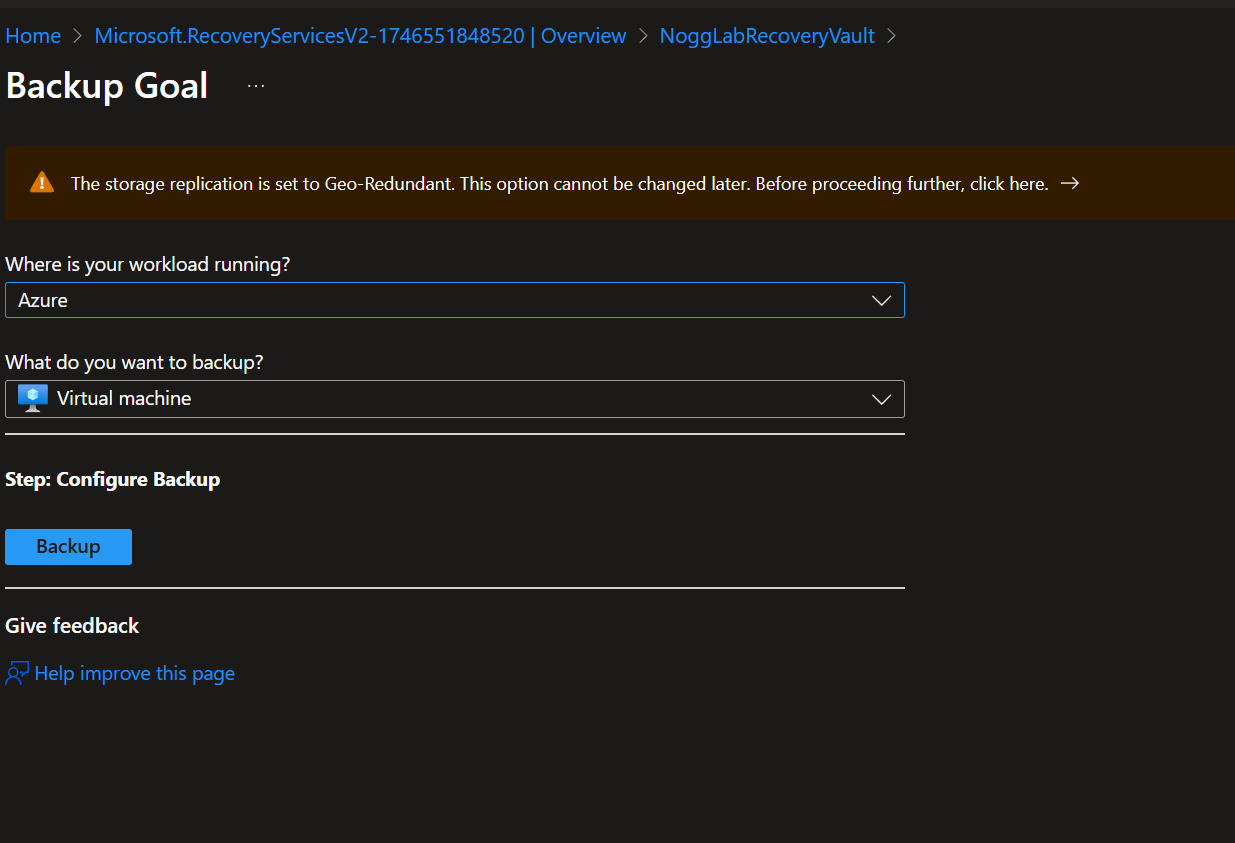 Home > Microsoft.RecoveryServicesV2-1746551848520 | Overview > NoggLabRecoveryVault >
Backup Goal ...
The storage replication is set to Geo-Redundant. This option cannot be changed later. Before proceeding further, click here. →
Where is your workload running?
Azure
What do you want to backup?
Virtual machine
Step: Configure Backup
Backup
Give feedback
Help improve this page